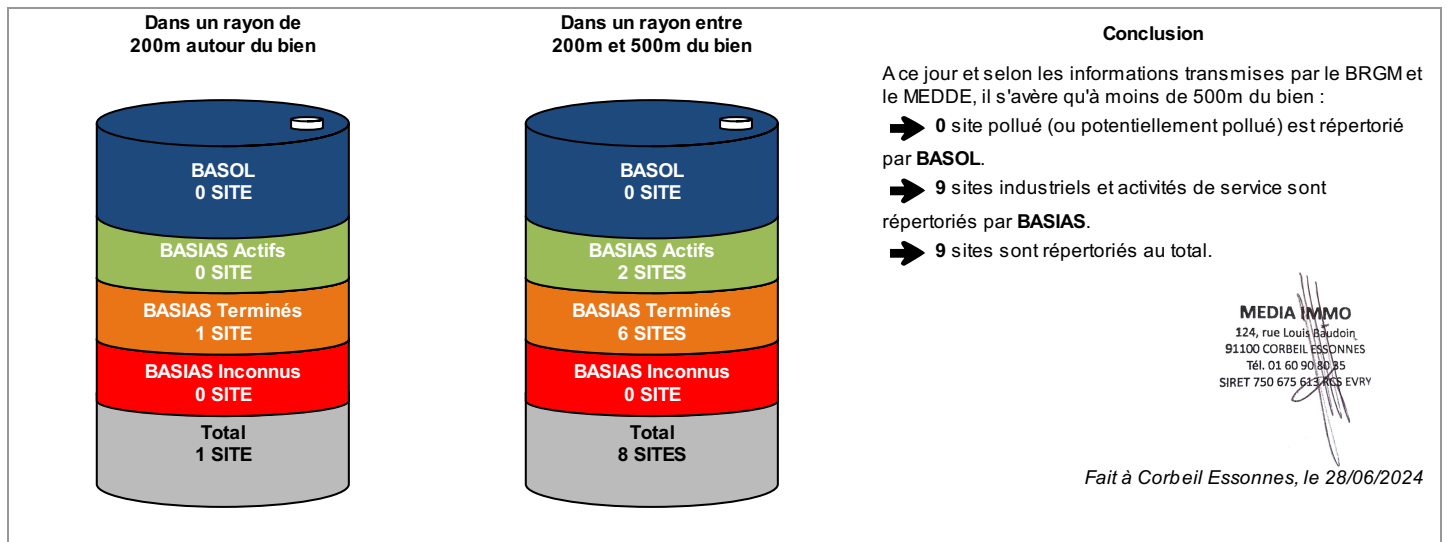 Dans un rayon de
200m autour du bien
BASOL
0 SITE
BASIAS Actifs
0 SITE
BASIAS Terminés
1 SITE
BASIAS Inconnus
0 SITE
Total
1 SITE
Dans un rayon entre
200m et 500m du bien
BASOL
0 SITE
BASIAS Actifs
2 SITES
BASIAS Terminés
6 SITES
BASIAS Inconnus
0 SITE
Total
8 SITES
Conclusion
A ce jour et selon les informations transmises par le BRGM et
le MEDDE, il s'avère qu'à moins de 500m du bien :
0 site pollué (ou potentiellement pollué) est répertorié
par BASOL.
9 sites industriels et activités de service sont
répertoriés par BASIAS.
9 sites sont répertoriés au total.
MEDIA IMMO
124, rue Louis Baudoin
91100 CORBEIL ESSONNES
Tél. 01 60 90 80 85
SIRET 750 675 613 RCS EVRY
Fait à Corbeil Essonnes, le 28/06/2024